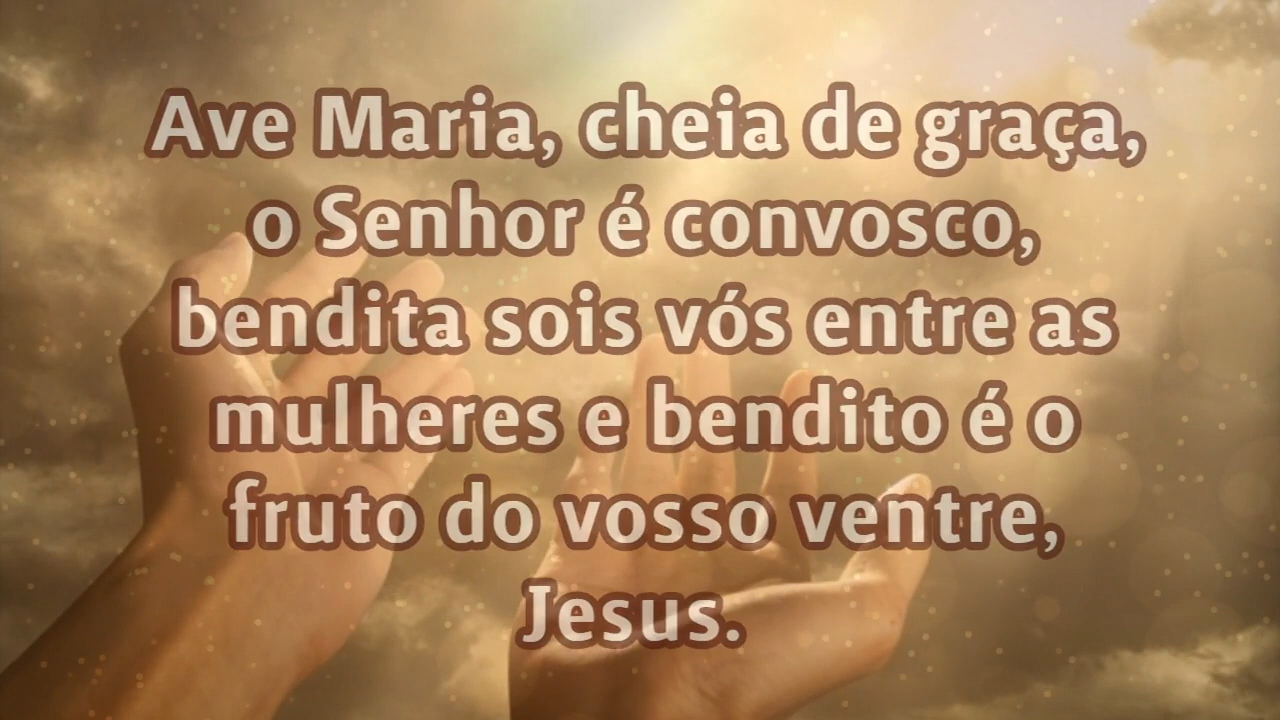 Ave Maria, cheia de graça,
o Senhor é convosco,
bendita sois vós entre as
mulheres e bendito é o
fruto do vosso ventre,
Jesus.